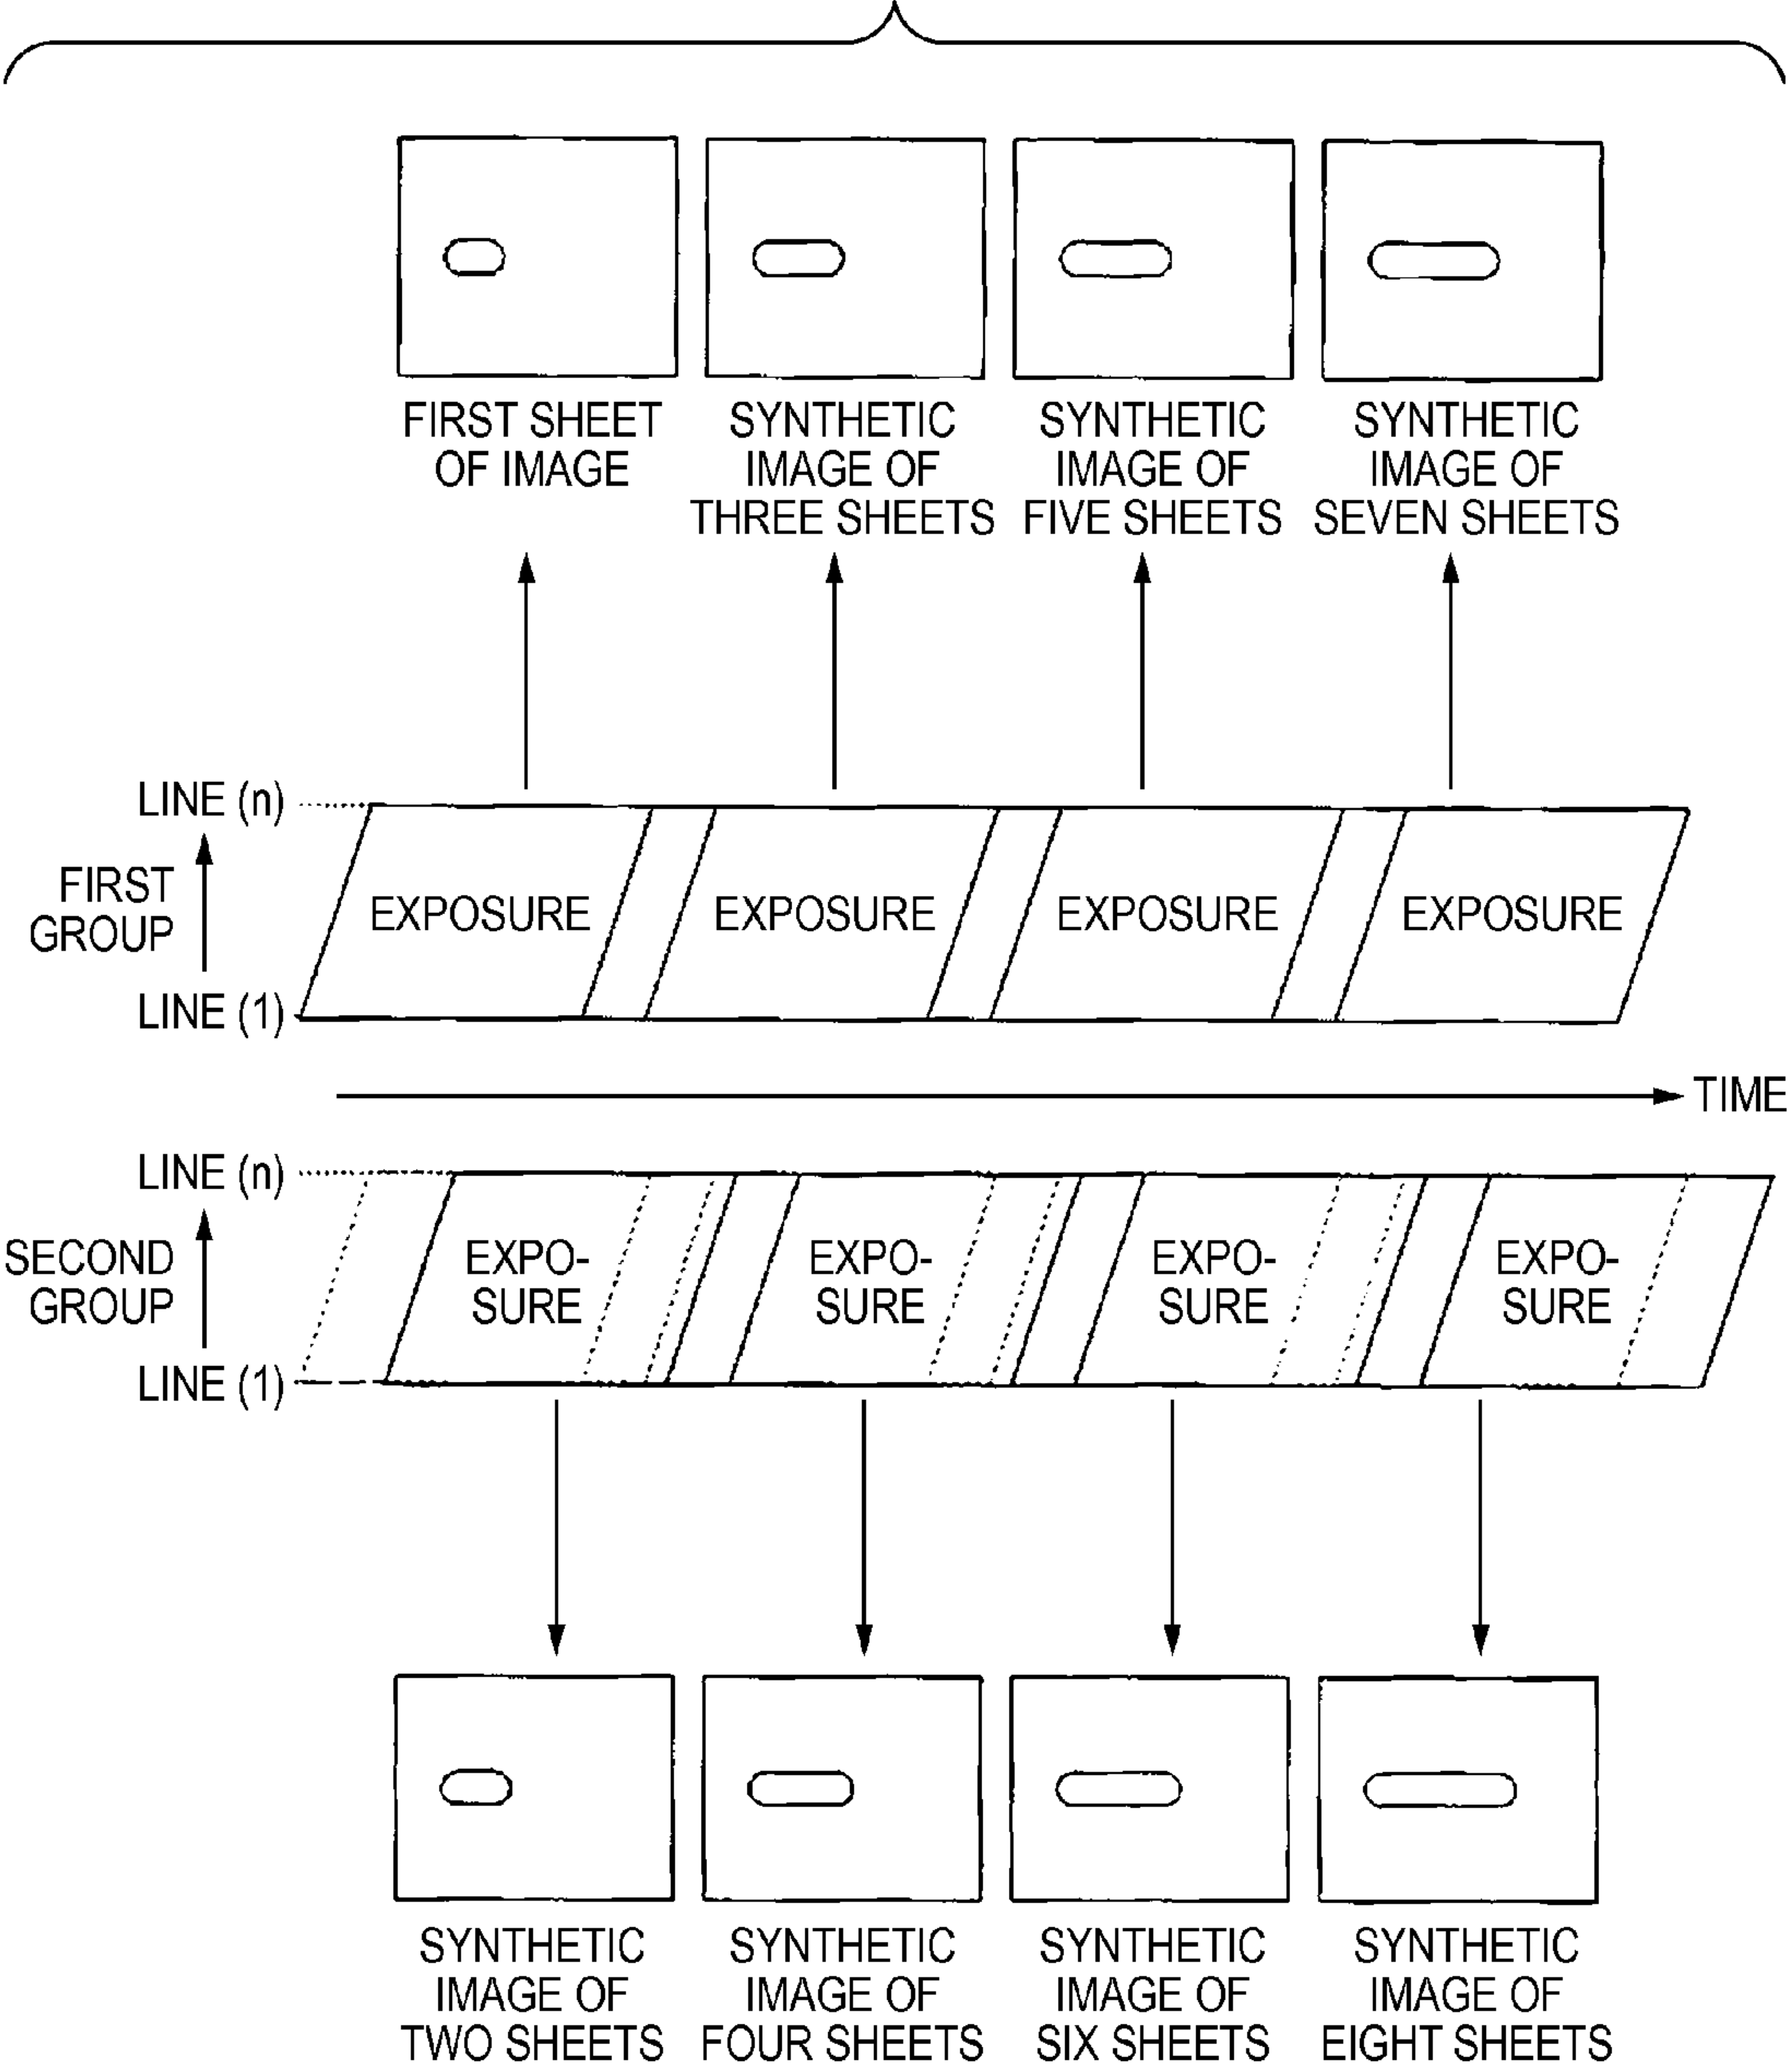 FIRST SHEET
OF IMAGE
SYNTHETIC
IMAGE OF
THREE SHEETS
SYNTHETIC
IMAGE OF
FIVE SHEETS
SYNTHETIC
IMAGE OF
SEVEN SHEETS
LINE (n)
FIRST
GROUP
LINE (1)
EXPOSURE
EXPOSURE
EXPOSURE
EXPOSURE
TIME
LINE (n)
SECOND
GROUP
LINE (1)
EXPO-
SURE
EXPO-
SURE
EXPO-
SURE
EXPO-
SURE
SYNTHETIC
IMAGE OF
TWO SHEETS
SYNTHETIC
IMAGE OF
FOUR SHEETS
SYNTHETIC
IMAGE OF
SIX SHEETS
SYNTHETIC
IMAGE OF
EIGHT SHEETS